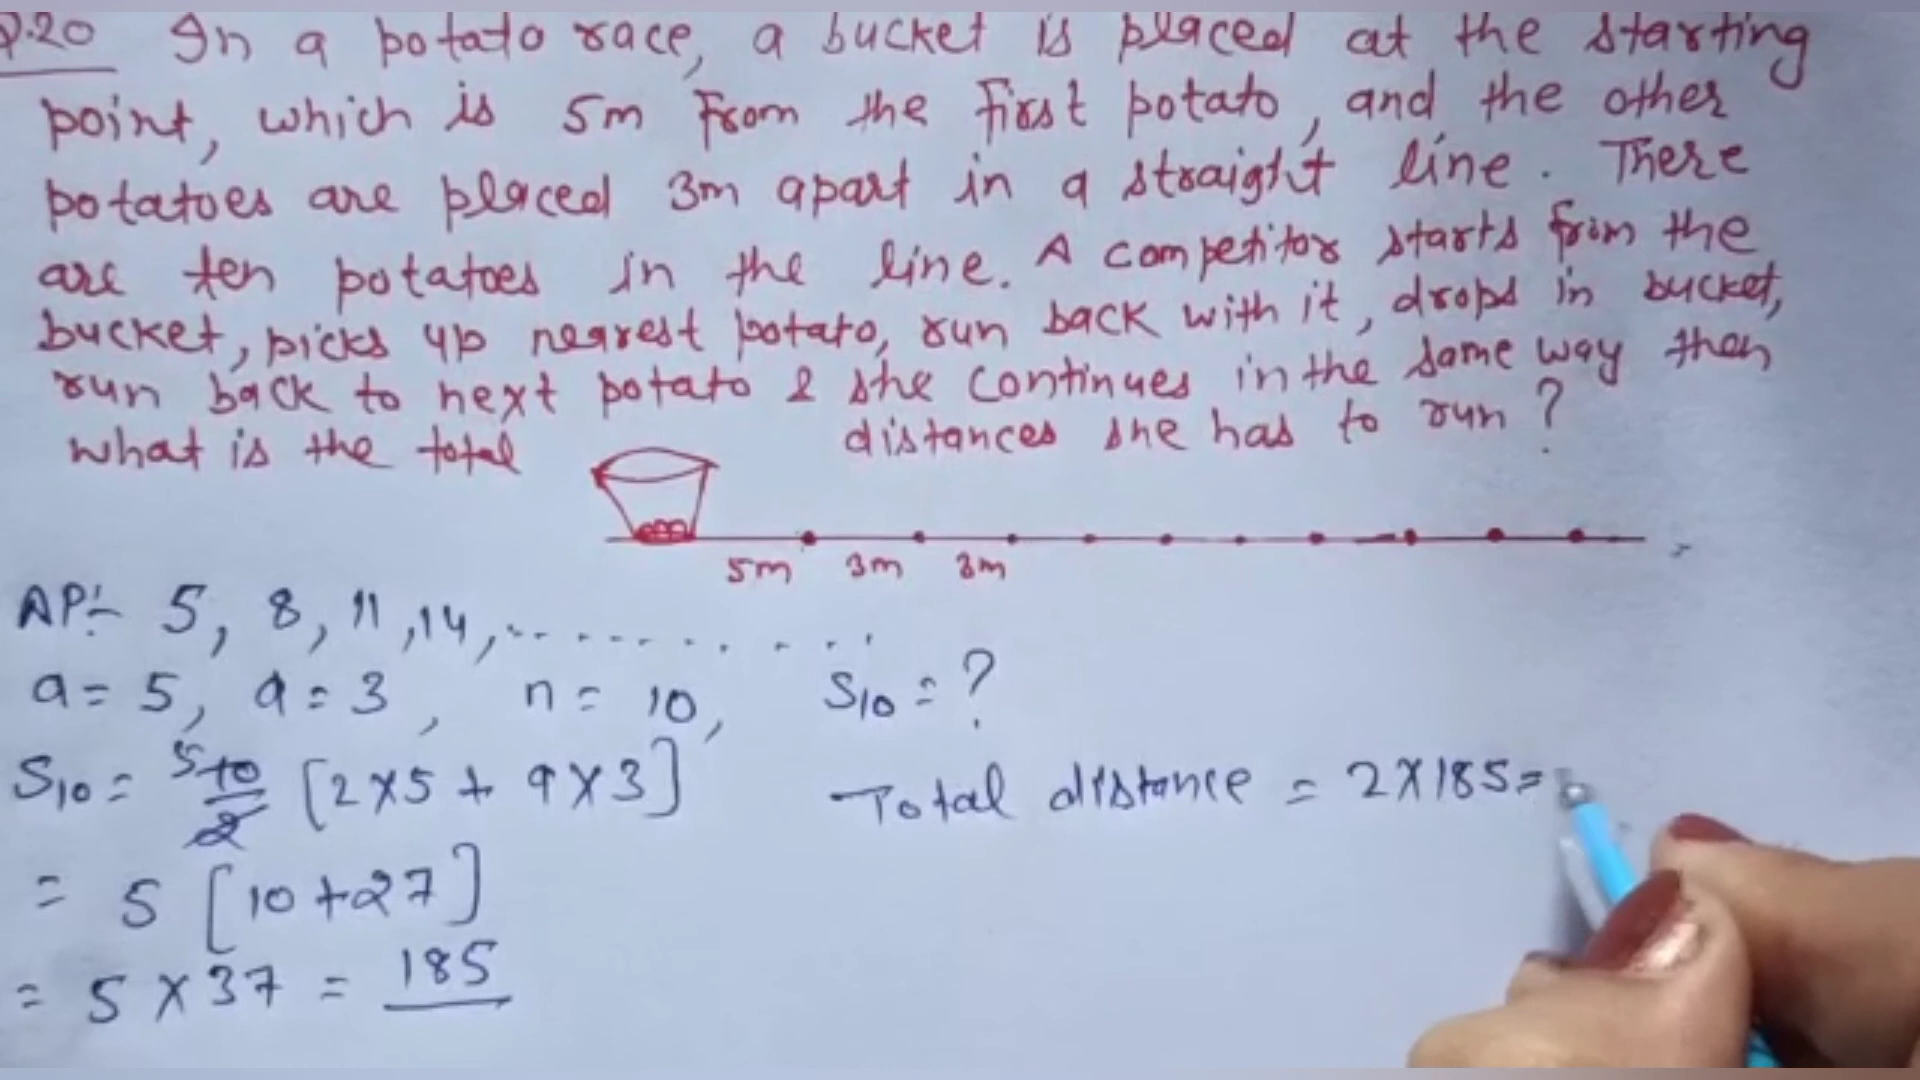 Q.20 In a potato race, a bucket is placed at the starting
point, which is 5m from the first potato, and the other
potatoes are placed 3m apart in a straight line. There
are ten potatoes in the line. A competitor starts from the
bucket, picks up nearest potato, run back with it, drops in bucket,
run back to next potato & she continues in the same way then
what is the total distances she has to run?
5m 3m 3m
AP:- 5, 8, 11, 14, ............
a = 5, d = 3, n = 10, S10 = ?
S10 = 5 10/2 [2×5 + 9×3] Total distance = 2×185=
= 5 [10+27]
= 5 × 37 = 185